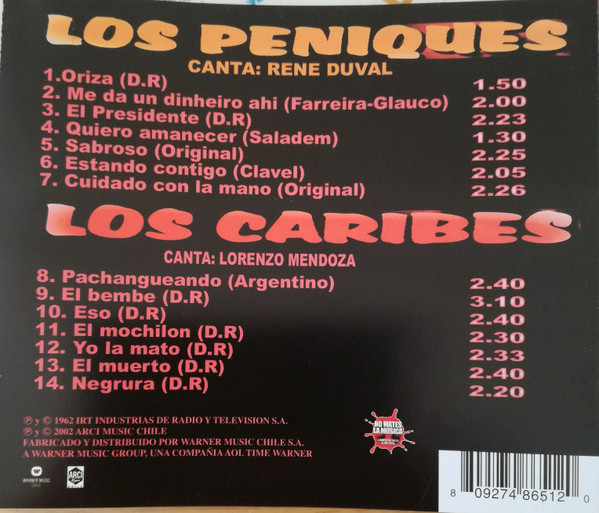 LOS PENIQUES
CANTA: RENE DUVAL
1.Oriza (D.R) 1.50
2. Me da un dinheiro ahi (Farreira-Glauco) 2.00
3. El Presidente (D.R) 2.23
4. Quiero amanecer (Saladem) 1.30
5. Sabroso (Original) 2.25
6. Estando contigo (Clavel) 2.05
7. Cuidado con la mano (Original) 2.26
LOS CARIBES
CANTA: LORENZO MENDOZA
8. Pachangueando (Argentino) 2.40
9. El bembe (D.R) 3.10
10. Eso (D.R) 2.40
11. El mochilon (D.R) 2.30
12. Yo la mato (D.R) 2.33
13. El muerto (D.R) 2.40
14. Negrura (D.R) 2.20
℗ y © 1962 IRT INDUSTRIAS DE RADIO Y TELEVISION S.A.
℗ y © 2002 ARCI MUSIC CHILE
FABRICADO Y DISTRIBUIDO POR WARNER MUSIC CHILE S.A.
A WARNER MUSIC GROUP, UNA COMPAÑIA AOL TIME WARNER
WARNER MUSIC
ARCI
NO MATES
LA MUSICA
8 09274 86512 0